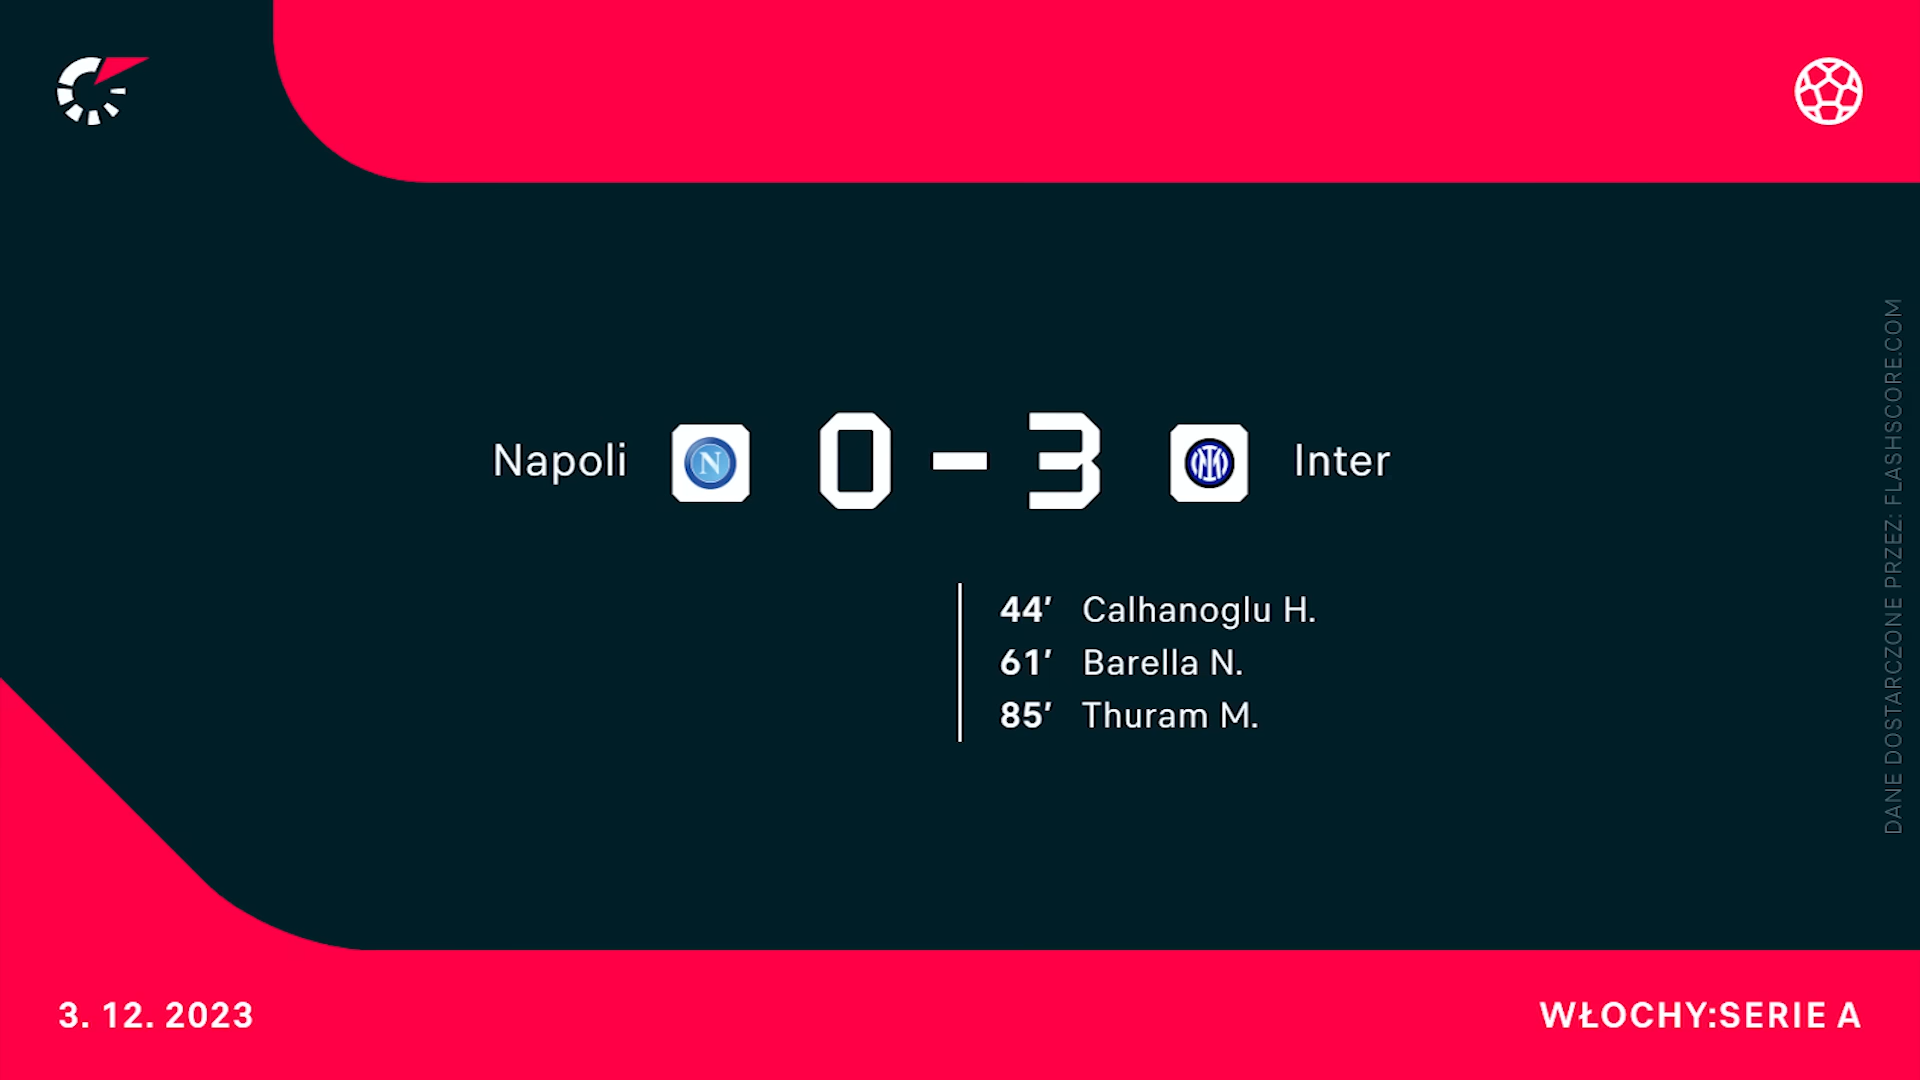 Napoli 0 - 3 Inter
44’ Calhanoglu H.
61’ Barella N.
85’ Thuram M.
DANE DOSTARCZONE PRZEZ: FLASHSCORE.COM
3. 12. 2023
WŁOCHY:SERIE A